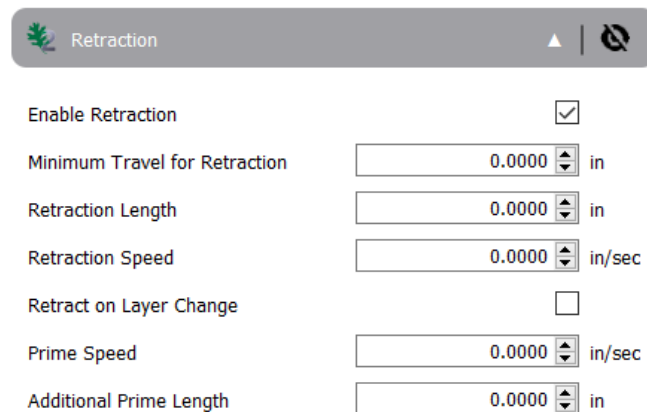 Retraction
Enable Retraction
Minimum Travel for Retraction 0.0000 in
Retraction Length 0.0000 in
Retraction Speed 0.0000 in/sec
Retract on Layer Change
Prime Speed 0.0000 in/sec
Additional Prime Length 0.0000 in